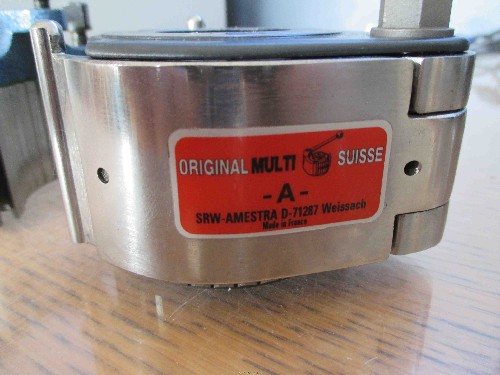 ORIGINAL MULTI SUISSE
-A-
SRW-AMESTRA D-71287 Weissach
Made in France